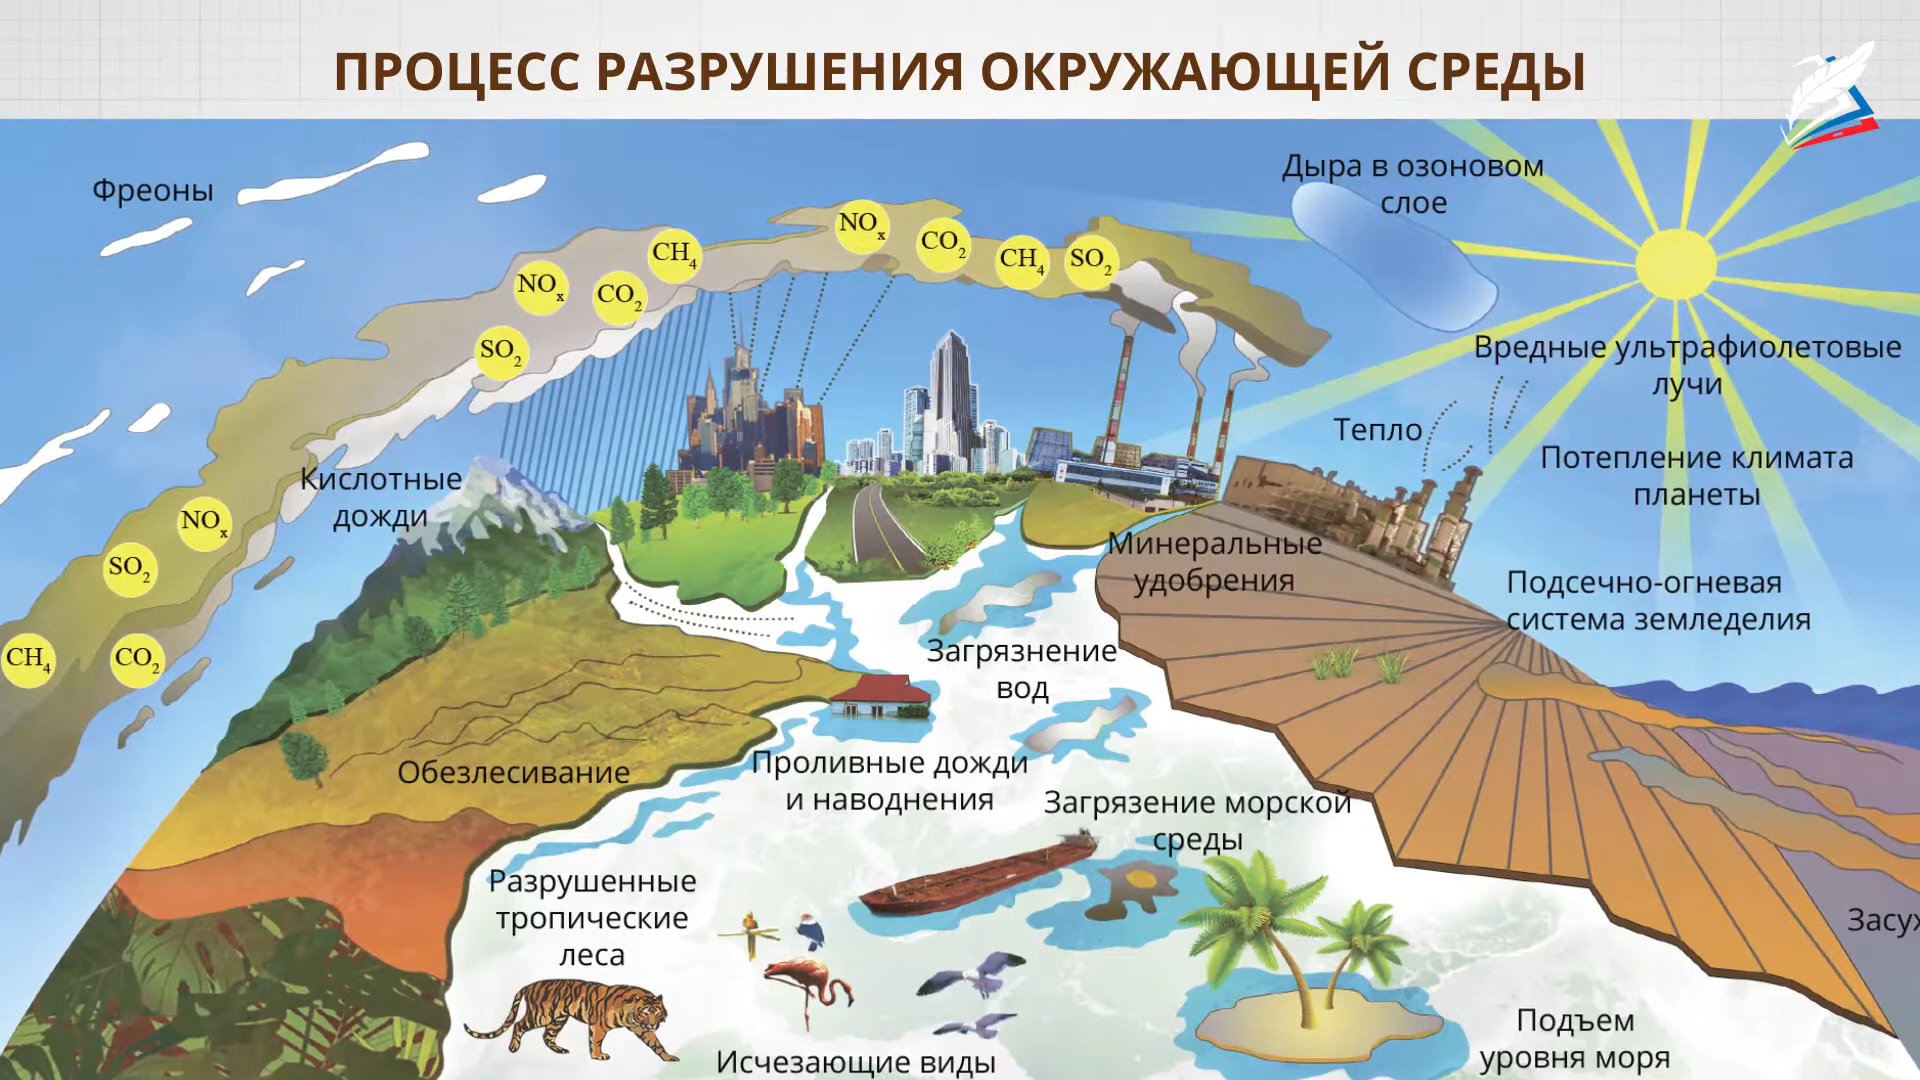 ПРОЦЕСС РАЗРУШЕНИЯ ОКРУЖАЮЩЕЙ СРЕДЫ
Фреоны
Дыра в озоновом
слое
NOx
CO2
CH4
SO2
CH4
NOx
CO2
SO2
Вредные ультрафиолетовые
лучи
Тепло
Потепление климата
планеты
Кислотные
дожди
NOx
SO2
CH4
CO2
Минеральные
удобрения
Подсечно-огневая
система земледелия
Загрязнение
вод
Обезлесивание
Проливные дожди
и наводнения
Загрязение морской
среды
Разрушенные
тропические
леса
Засух
Исчезающие виды
Подъем
уровня моря